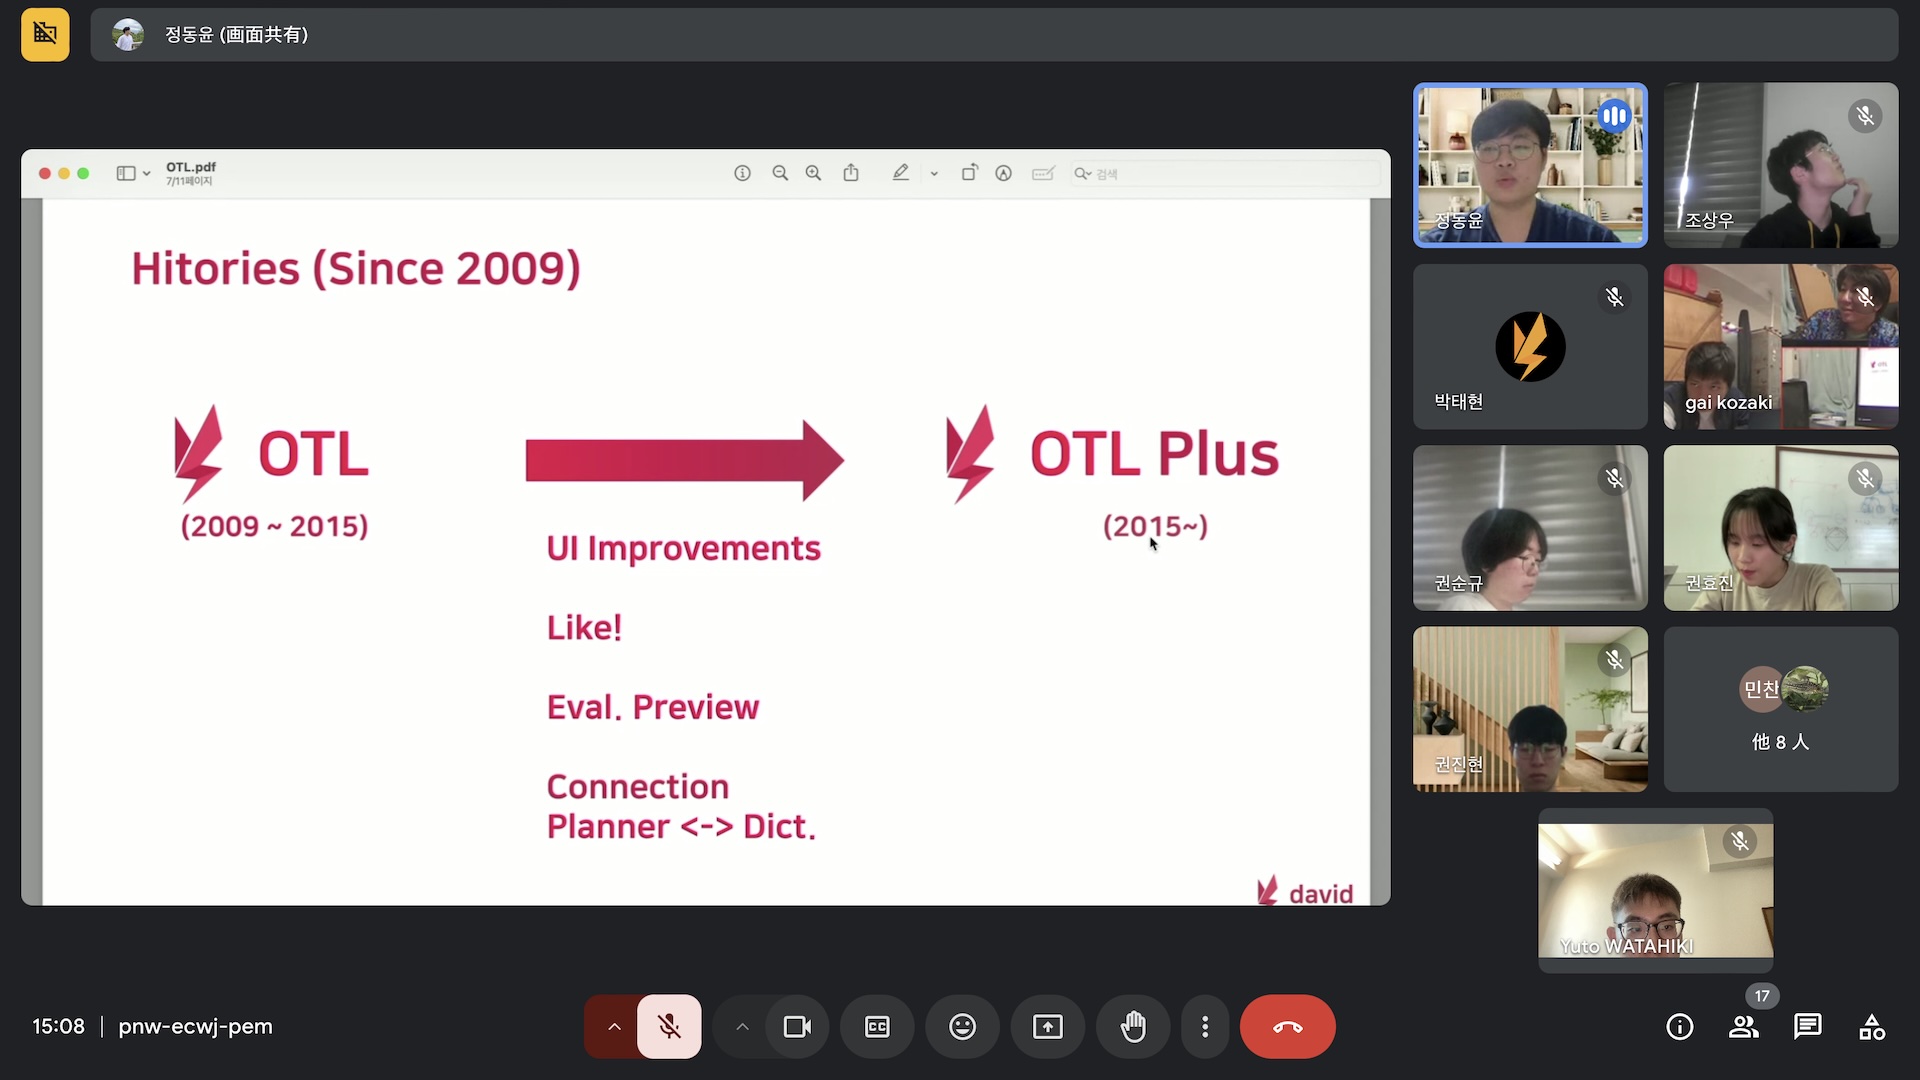 정동윤 (画面共有)
OTL.pdf
7/11페이지
검색
Hitories (Since 2009)
OTL
(2009 ~ 2015)
UI Improvements
Like!
Eval. Preview
Connection
Planner <-> Dict.
OTL Plus
(2015~)
david
정동윤
조상우
박태현
gai kozaki
권순규
권효진
권진현
민찬
他 8 人
Yuto WATAHIKI
15:08
pnw-ecwj-pem
CC
17